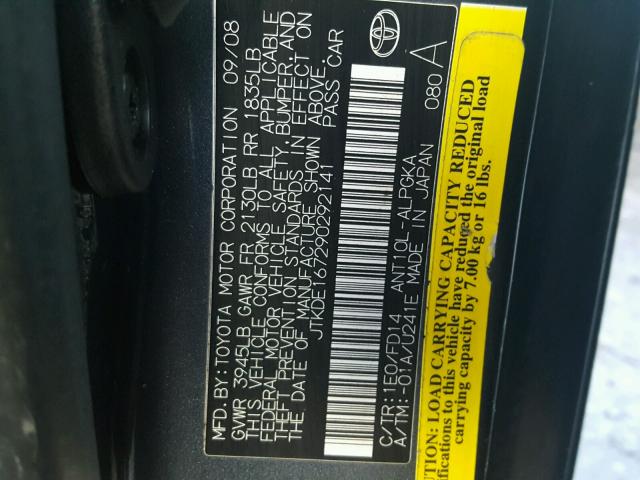 MFD. BY: TOYOTA MOTOR CORPORATION 09/08
GVWR 3945LB GAWR FR 2130LB RR 1835LB
THIS VEHICLE CONFORMS TO ALL APPLICABLE
FEDERAL MOTOR VEHICLE SAFETY, BUMPER, AND
THEFT PREVENTION STANDARDS IN EFFECT ON
THE DATE OF MANUFACTURE SHOWN ABOVE.
JTKDE167290292141 PASS CAR
C/TR: 1E0/FD14 ANT10L-ALPGKA
A/TM: -01A/U241E MADE IN JAPAN
080 A
CAUTION: LOAD CARRYING CAPACITY REDUCED
ifications to this vehicle have reduced the original load
carrying capacity by 7.00 kg or 16 lbs.